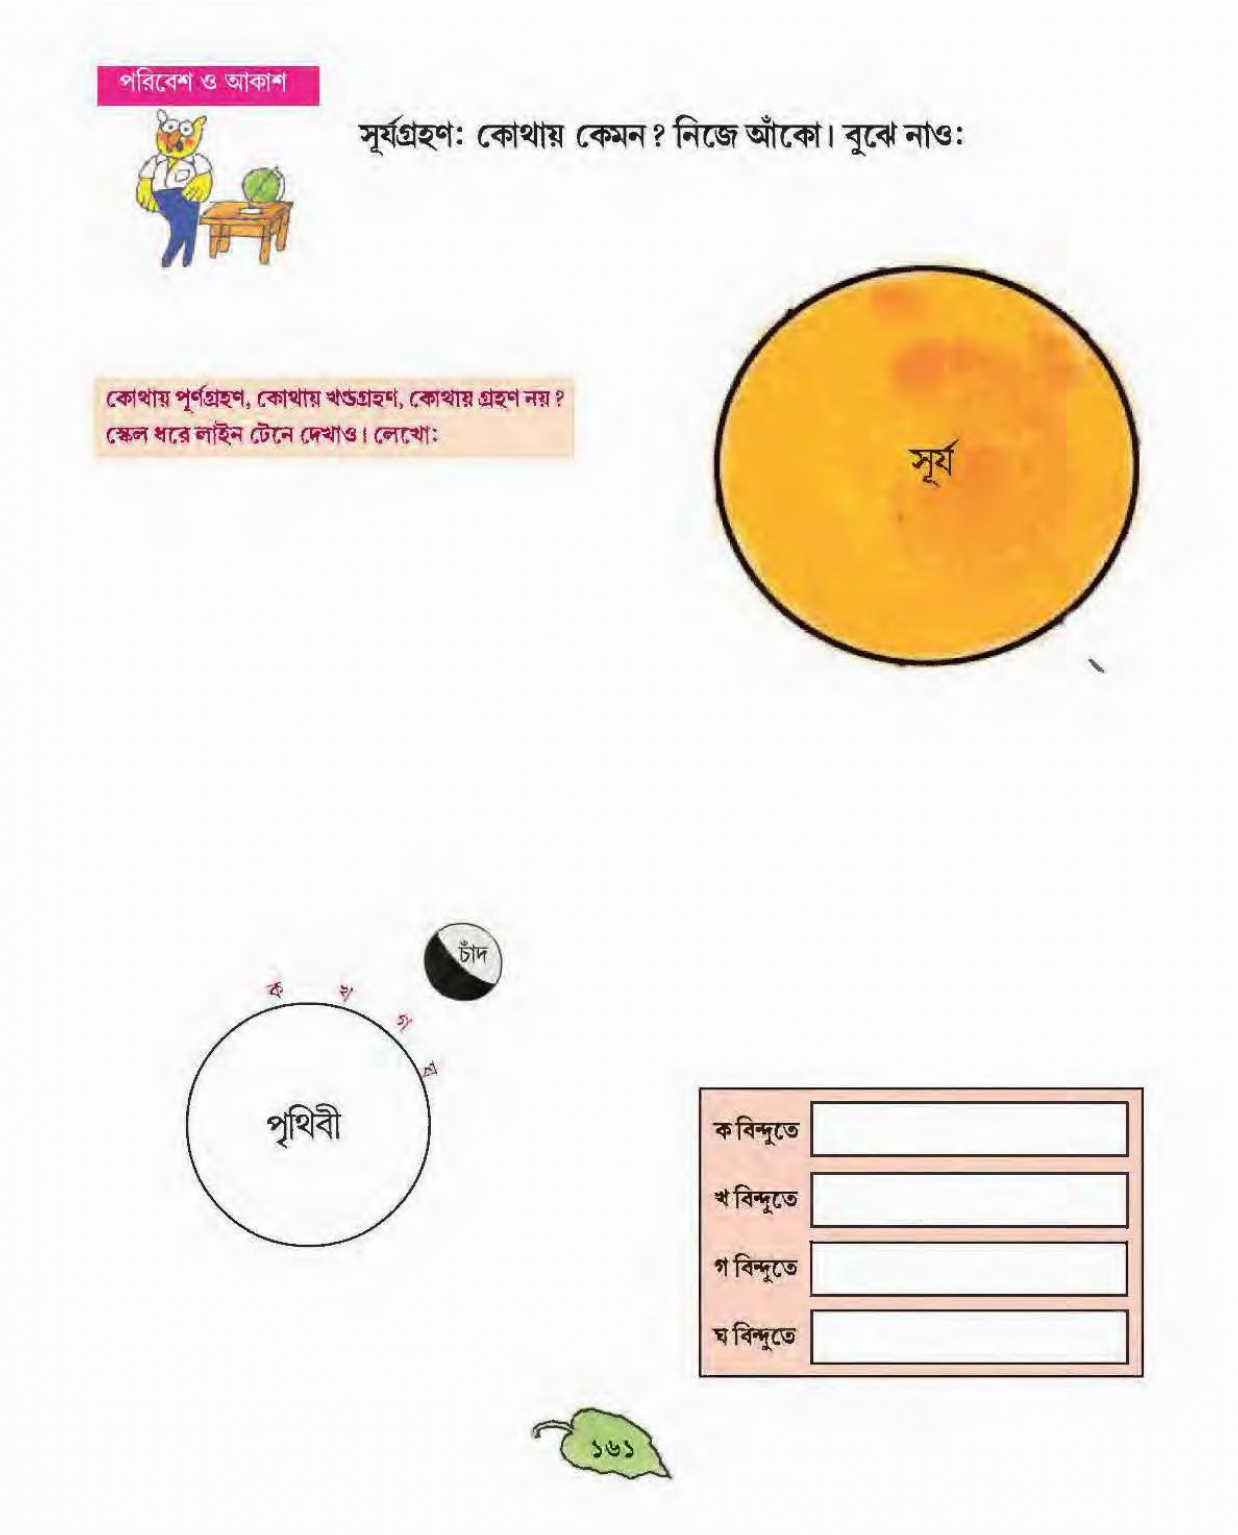 পরিবেশ ও আকাশ
সূর্যগ্রহণ: কোথায় কেমন? নিজে আঁকো। বুঝে নাও:
কোথায় পূর্ণগ্রহণ, কোথায় খণ্ডগ্রহণ, কোথায় গ্রহণ নয়?
স্কেল ধরে লাইন টেনে দেখাও। লেখো:
সূর্য
চাঁদ
ক
খ
গ
ঘ
পৃথিবী
ক বিন্দুতে
খ বিন্দুতে
গ বিন্দুতে
ঘ বিন্দুতে
১৬১